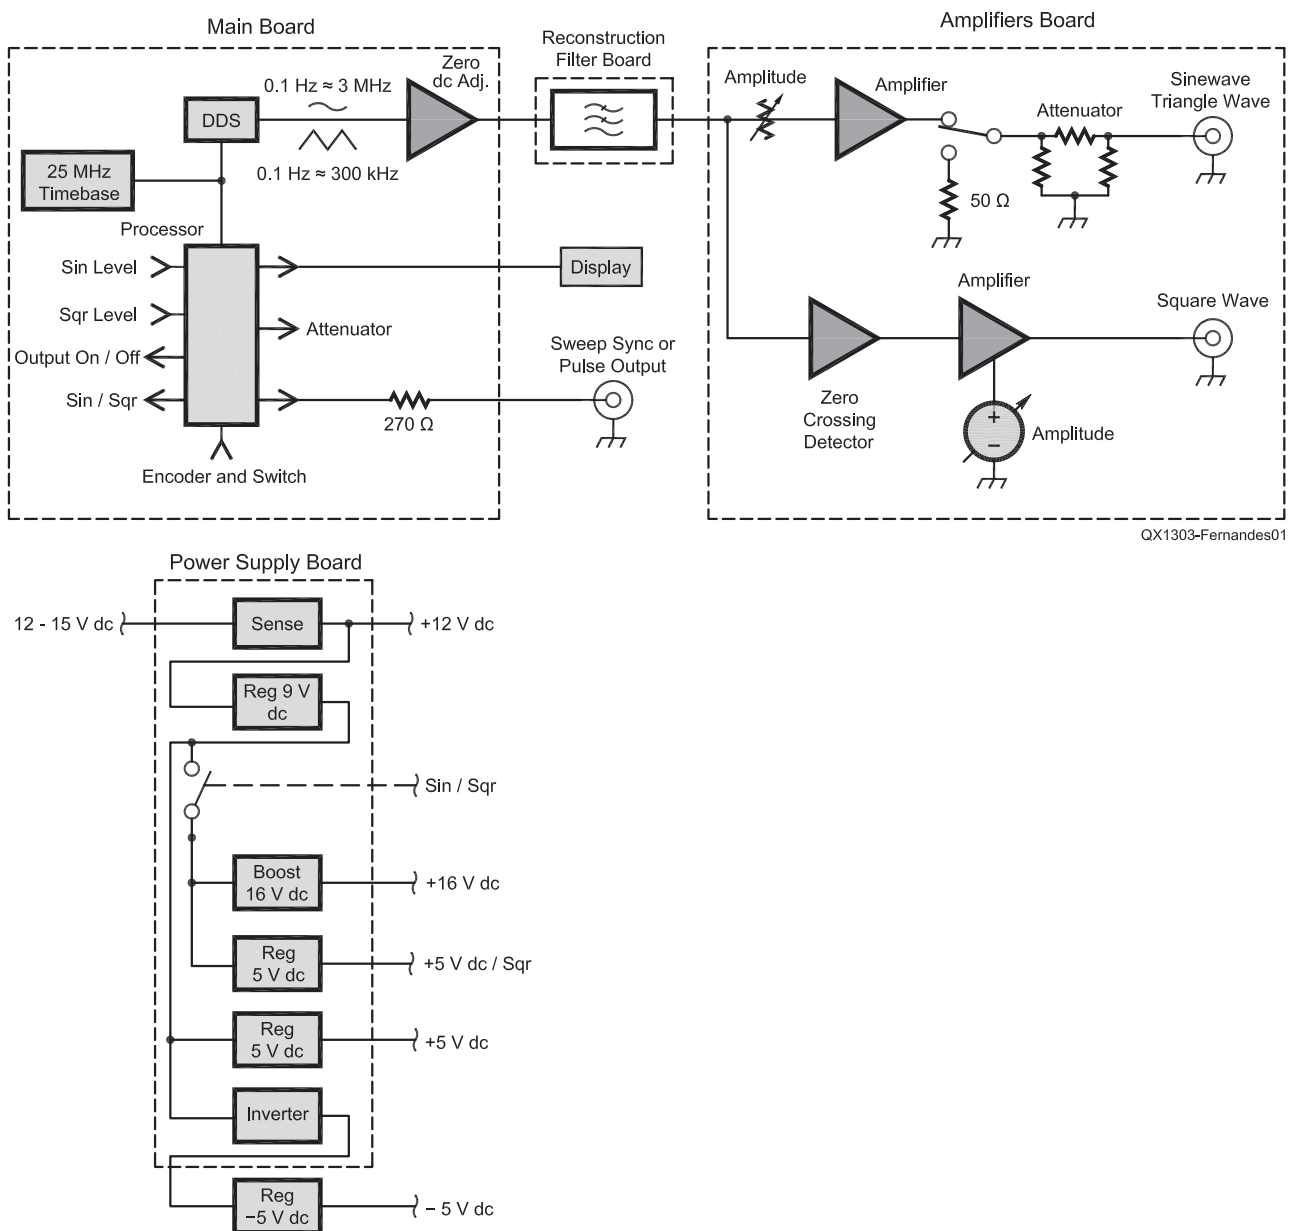 Main Board
Amplifiers Board
Reconstruction
Filter Board
Zero
dc Adj.
0.1 Hz ≈ 3 MHz
DDS
0.1 Hz ≈ 300 kHz
25 MHz
Timebase
Processor
Sin Level
Sqr Level
Output On / Off
Sin / Sqr
Encoder and Switch
Attenuator
270 Ω
Display
Sweep Sync or
Pulse Output
Amplitude
Amplifier
Attenuator
Sinewave
Triangle Wave
50 Ω
Amplifier
Square Wave
Zero
Crossing
Detector
+
−
Amplitude
QX1303-Fernandes01
Power Supply Board
12 - 15 V dc
Sense
+12 V dc
Reg 9 V
dc
Sin / Sqr
Boost
16 V dc
+16 V dc
Reg
5 V dc
+5 V dc / Sqr
Reg
5 V dc
+5 V dc
Inverter
Reg
−5 V dc
− 5 V dc